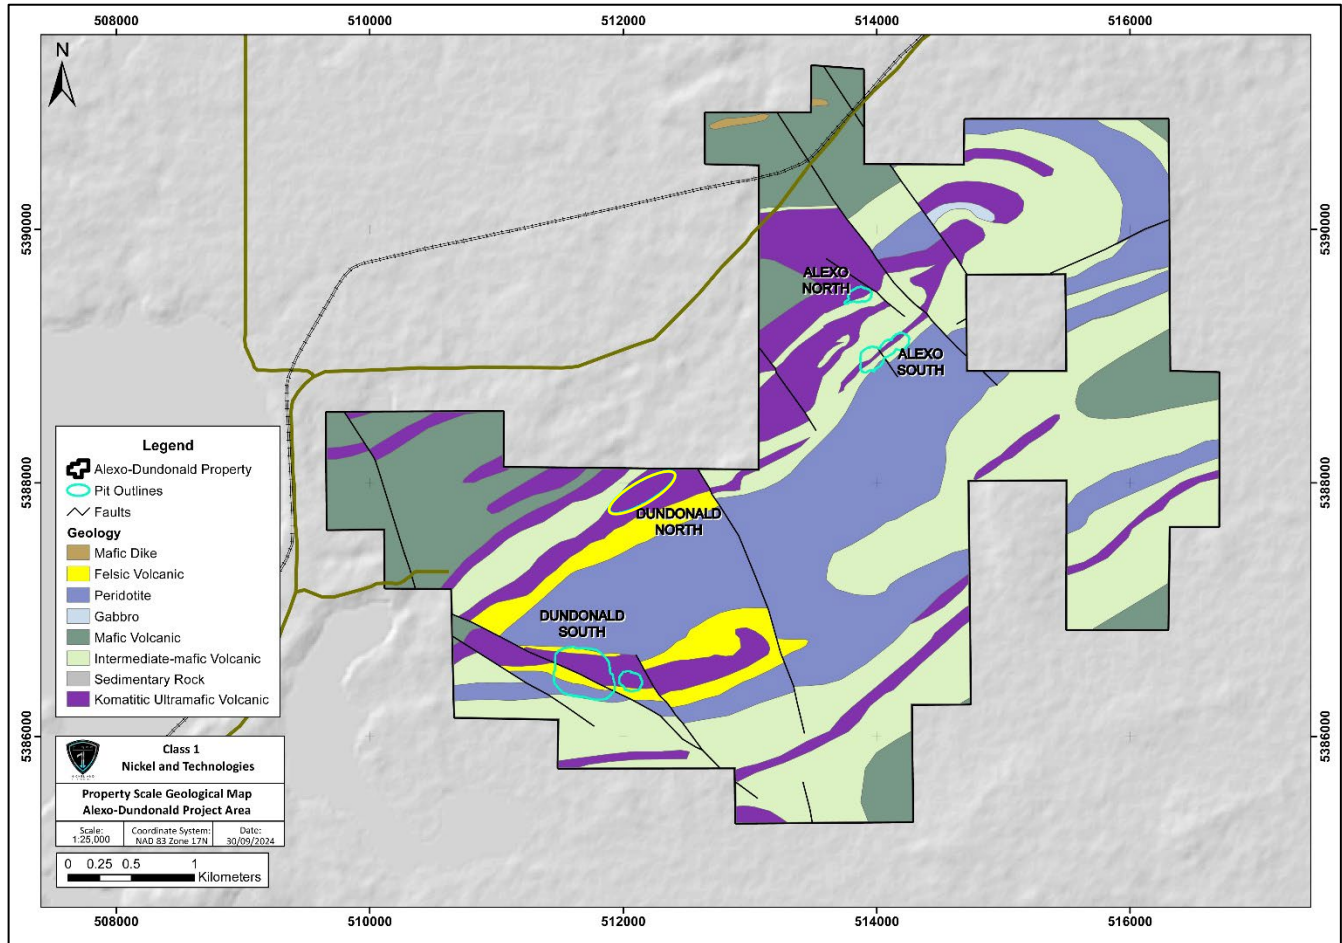 508000 510000 512000 514000 516000
N
5390000 5390000
ALEXO
NORTH
ALEXO
SOUTH
5388000 5388000
DUNDONALD
NORTH
DUNDONALD
SOUTH
5386000 5386000
Legend
Alexo-Dundonald Property
Pit Outlines
Faults
Geology
Mafic Dike
Felsic Volcanic
Peridotite
Gabbro
Mafic Volcanic
Intermediate-mafic Volcanic
Sedimentary Rock
Komatitic Ultramafic Volcanic
Class 1
Nickel and Technologies
Property Scale Geological Map
Alexo-Dundonald Project Area
Scale:
1:25,000
Coordinate System:
NAD 83 Zone 17N
Date:
30/09/2024
0 0.25 0.5 1
Kilometers
508000 510000 512000 514000 516000